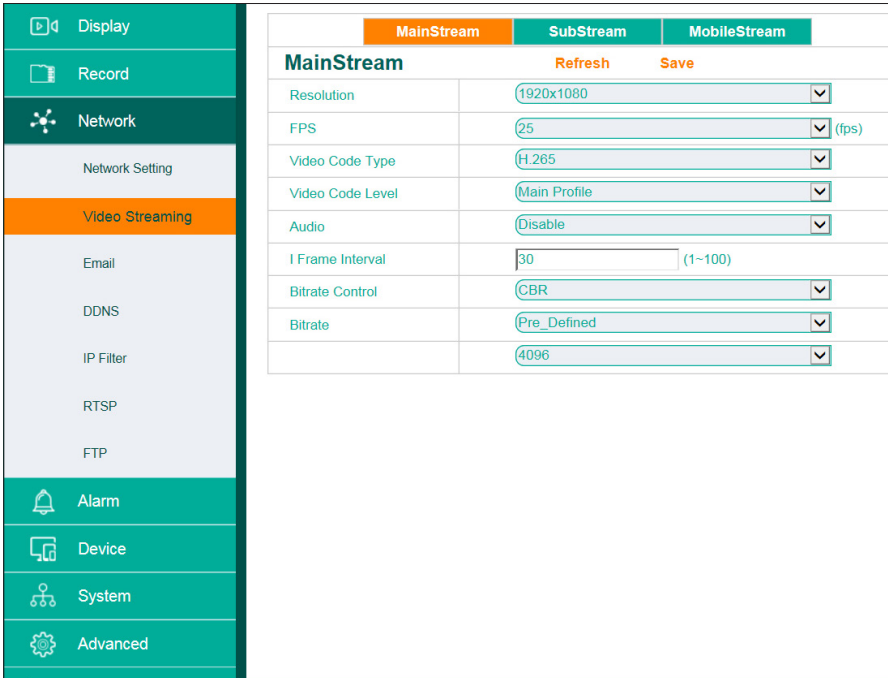 Display
Record
Network
Network Setting
Video Streaming
Email
DDNS
IP Filter
RTSP
FTP
Alarm
Device
System
Advanced
MainStream SubStream MobileStream
MainStream Refresh Save
Resolution 1920x1080
FPS 25 (fps)
Video Code Type H.265
Video Code Level Main Profile
Audio Disable
I Frame Interval 30 (1~100)
Bitrate Control CBR
Bitrate Pre_Defined
4096